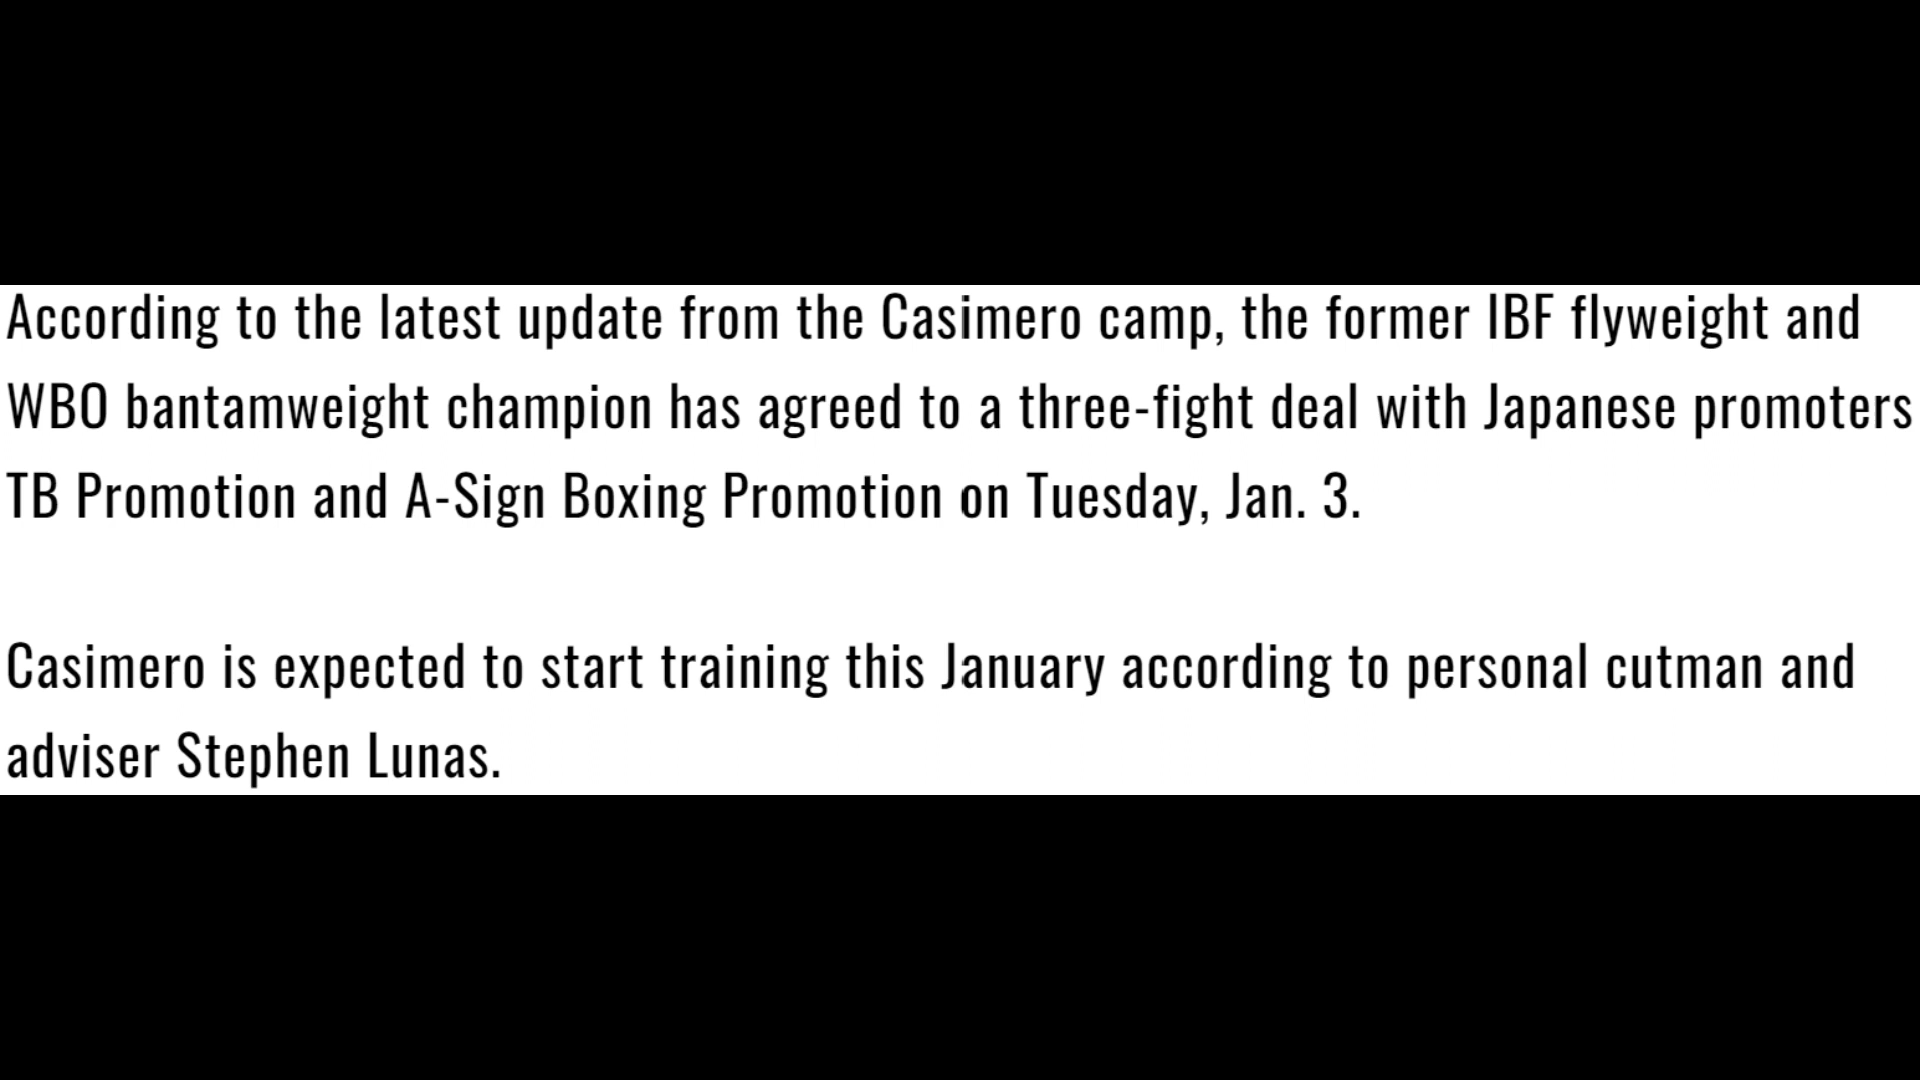 According to the latest update from the Casimero camp, the former IBF flyweight and
WBO bantamweight champion has agreed to a three-fight deal with Japanese promoters
TB Promotion and A-Sign Boxing Promotion on Tuesday, Jan. 3.
Casimero is expected to start training this January according to personal cutman and
adviser Stephen Lunas.